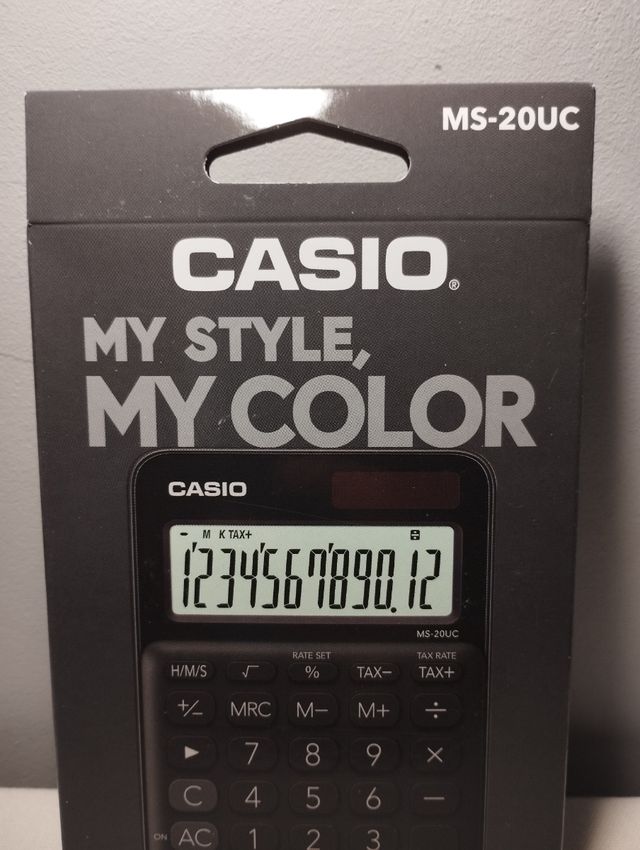 MS-20UC
CASIO®
MY STYLE,
MY COLOR
CASIO
− M K TAX+
1'234'567'890.12
MS-20UC
RATE SET TAX RATE
H/M/S √ % TAX− TAX+
+/− MRC M− M+ ÷
▶ 7 8 9 ×
C 4 5 6 −
ON AC 1 2 3